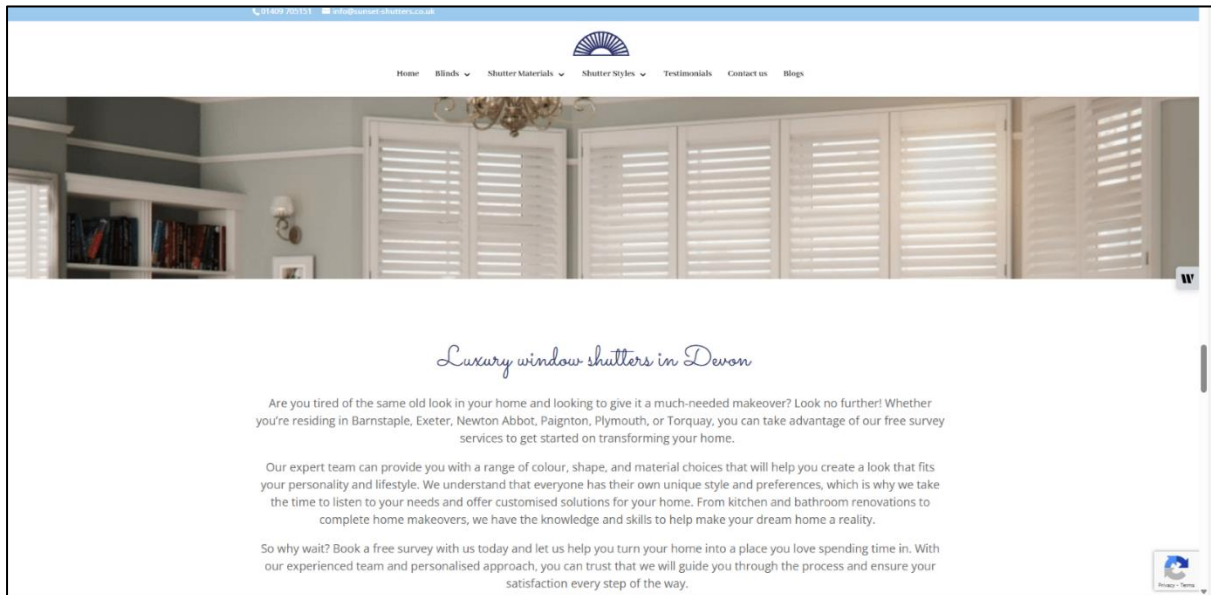 01409 705151 info@sunset-shutters.co.uk
Home Blinds Shutter Materials Shutter Styles Testimonials Contact us Blogs
Luxury window shutters in Devon
Are you tired of the same old look in your home and looking to give it a much-needed makeover? Look no further! Whether
you're residing in Barnstaple, Exeter, Newton Abbot, Paignton, Plymouth, or Torquay, you can take advantage of our free survey
services to get started on transforming your home.
Our expert team can provide you with a range of colour, shape, and material choices that will help you create a look that fits
your personality and lifestyle. We understand that everyone has their own unique style and preferences, which is why we take
the time to listen to your needs and offer customised solutions for your home. From kitchen and bathroom renovations to
complete home makeovers, we have the knowledge and skills to help make your dream home a reality.
So why wait? Book a free survey with us today and let us help you turn your home into a place you love spending time in. With
our experienced team and personalised approach, you can trust that we will guide you through the process and ensure your
satisfaction every step of the way.
W
Privacy - Terms